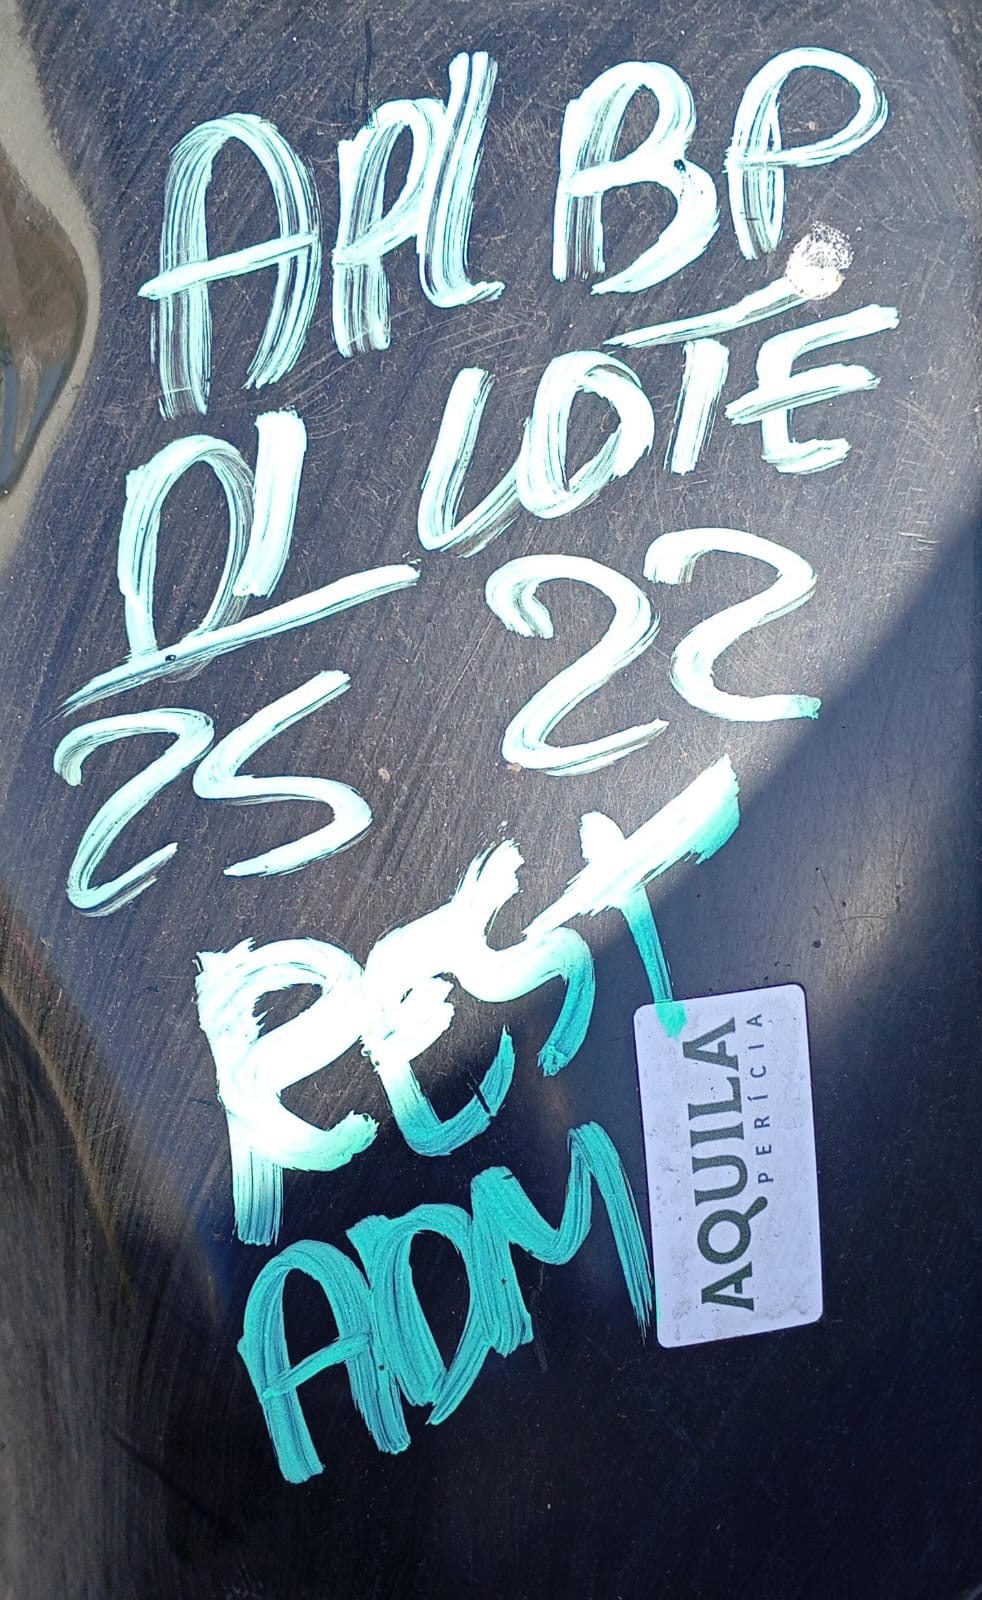 APL BP
01 LOTE
25 22
REST
ADM
AQUILA
PERÍCIA